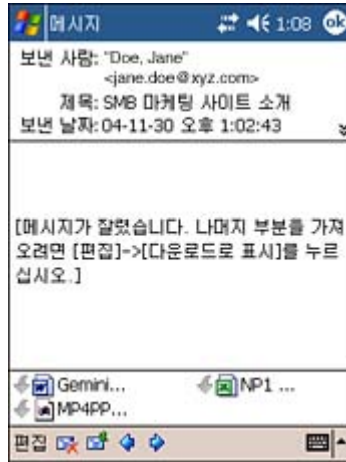 메시지 1:08 ok
보낸 사람: "Doe, Jane"
<jane.doe@xyz.com>
제목: SMB 마케팅 사이트 소개
보낸 날짜: 04-11-30 오후 1:02:43
[메시지가 잘렸습니다. 나머지 부분을 가져
오려면 [편집]->[다운로드로 표시]를 누르
십시오.]
Gemini... NP1 ...
MP4PP...
편집